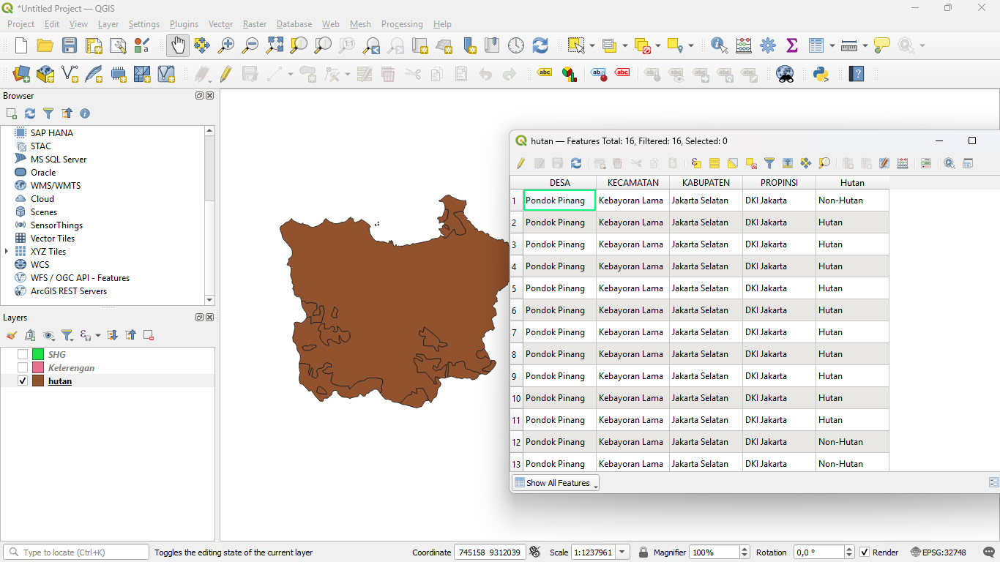 *Untitled Project — QGIS
Project Edit View Layer Settings Plugins Vector Raster Database Web Mesh Processing Help
Browser
SAP HANA
STAC
MS SQL Server
Oracle
WMS/WMTS
Cloud
Scenes
SensorThings
Vector Tiles
XYZ Tiles
WCS
WFS / OGC API - Features
ArcGIS REST Servers
Layers
SHG
Kelerengan
hutan
hutan — Features Total: 16, Filtered: 16, Selected: 0
DESA KECAMATAN KABUPATEN PROPINSI Hutan
1 Pondok Pinang Kebayoran Lama Jakarta Selatan DKI Jakarta Non-Hutan
2 Pondok Pinang Kebayoran Lama Jakarta Selatan DKI Jakarta Hutan
3 Pondok Pinang Kebayoran Lama Jakarta Selatan DKI Jakarta Hutan
4 Pondok Pinang Kebayoran Lama Jakarta Selatan DKI Jakarta Hutan
5 Pondok Pinang Kebayoran Lama Jakarta Selatan DKI Jakarta Hutan
6 Pondok Pinang Kebayoran Lama Jakarta Selatan DKI Jakarta Hutan
7 Pondok Pinang Kebayoran Lama Jakarta Selatan DKI Jakarta Hutan
8 Pondok Pinang Kebayoran Lama Jakarta Selatan DKI Jakarta Hutan
9 Pondok Pinang Kebayoran Lama Jakarta Selatan DKI Jakarta Hutan
10 Pondok Pinang Kebayoran Lama Jakarta Selatan DKI Jakarta Hutan
11 Pondok Pinang Kebayoran Lama Jakarta Selatan DKI Jakarta Hutan
12 Pondok Pinang Kebayoran Lama Jakarta Selatan DKI Jakarta Non-Hutan
13 Pondok Pinang Kebayoran Lama Jakarta Selatan DKI Jakarta Non-Hutan
Show All Features
Type to locate (Ctrl+K) Toggles the editing state of the current layer Coordinate 745158 9312039 Scale 1:1237961 Magnifier 100% Rotation 0,0 ° Render EPSG:32748